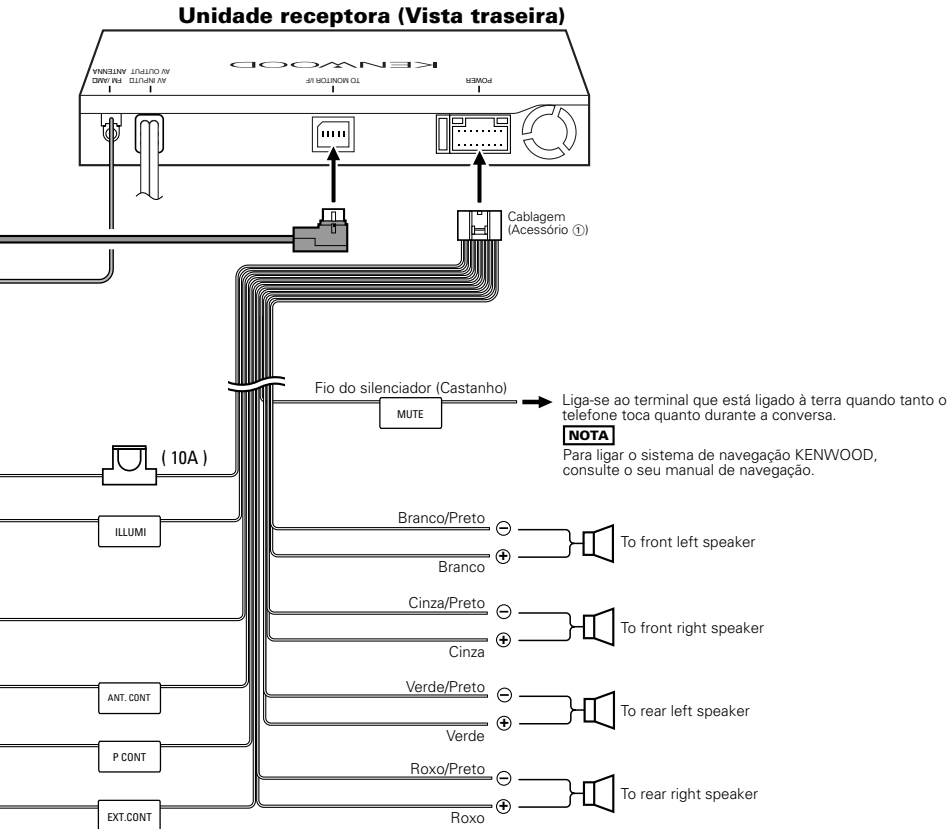 Unidade receptora (Vista traseira)
KENWOOD
FM /AM
ANTENNA
AV INPUT
AV OUTPUT
TO MONITOR I/F
POWER
Cablagem
(Acessório ①)
Fio do silenciador (Castanho)
MUTE
Liga-se ao terminal que está ligado à terra quando tanto o
telefone toca quanto durante a conversa.
NOTA
Para ligar o sistema de navegação KENWOOD,
consulte o seu manual de navegação.
( 10A )
ILLUMI
Branco/Preto
⊖
⊕
Branco
To front left speaker
Cinza/Preto
⊖
⊕
Cinza
To front right speaker
ANT. CONT
Verde/Preto
⊖
⊕
Verde
To rear left speaker
P CONT
Roxo/Preto
⊖
⊕
Roxo
To rear right speaker
EXT.CONT